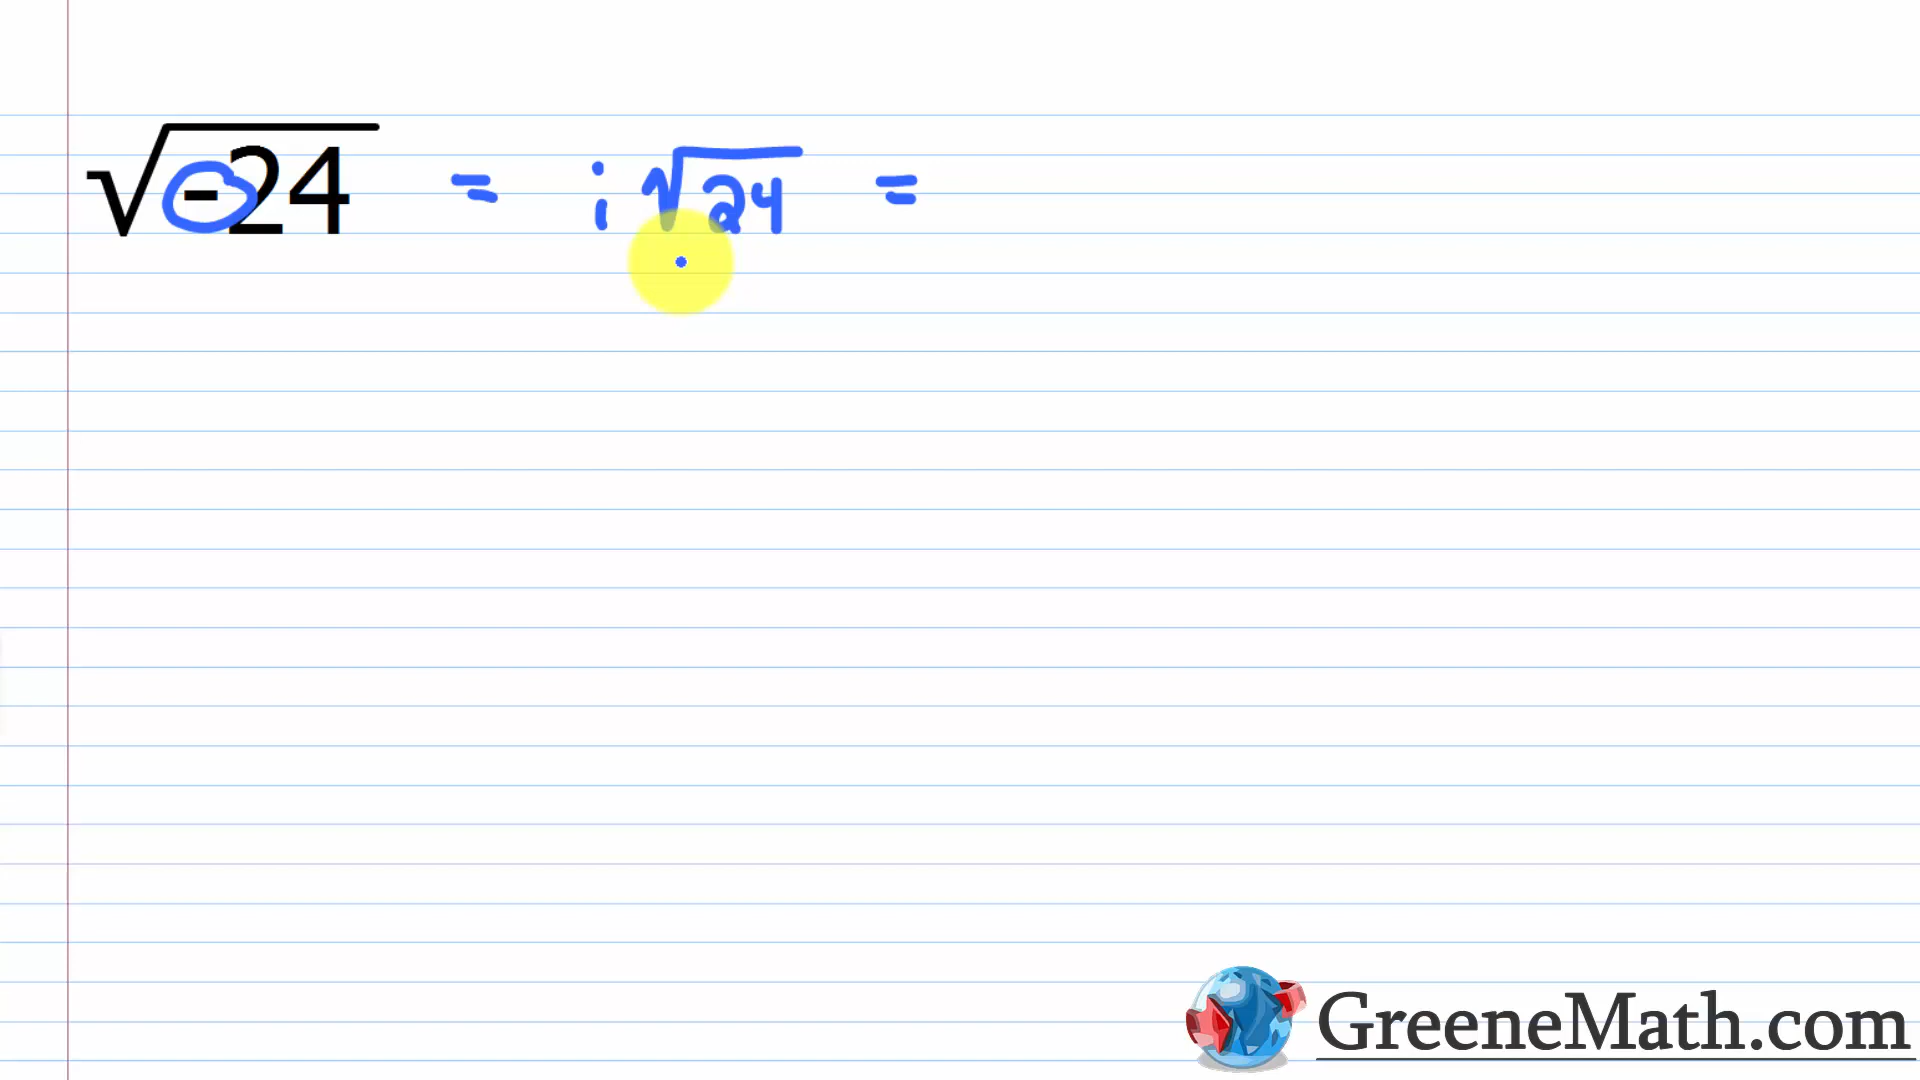 √-24 = i √24 =
GreeneMath.com